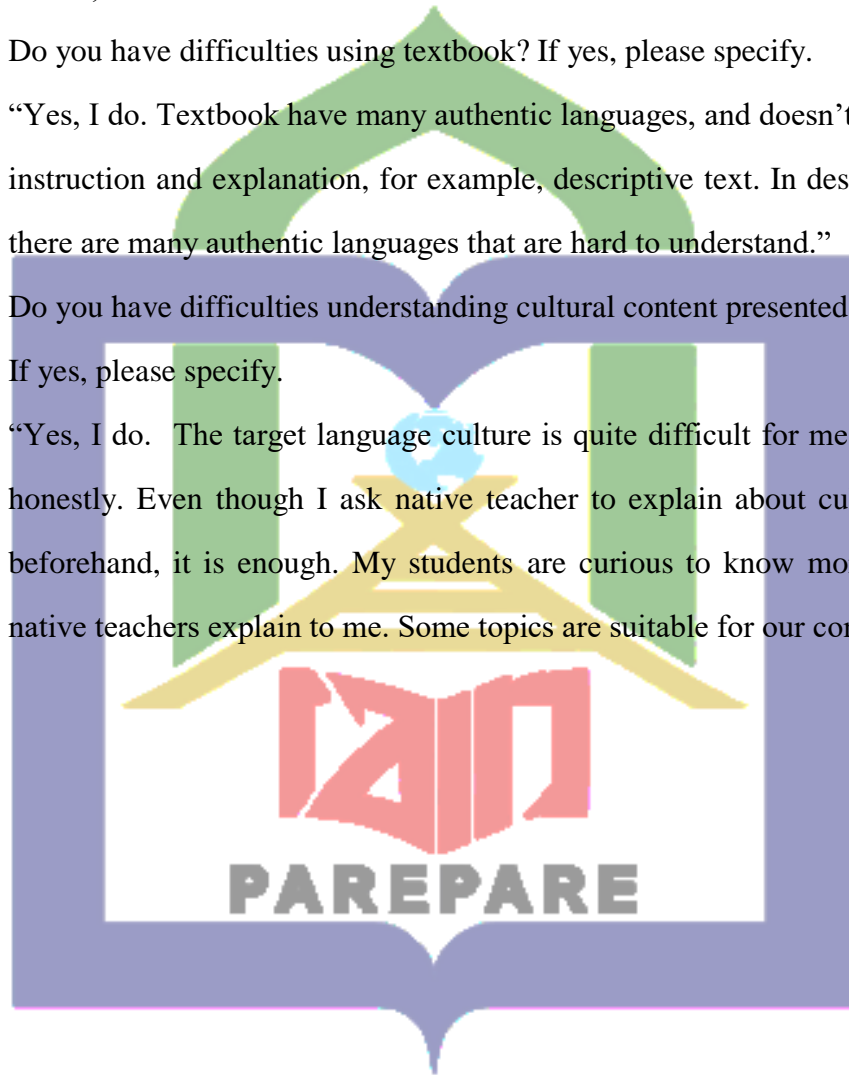 Do you have difficulties using textbook? If yes, please specify.
“Yes, I do. Textbook have many authentic languages, and doesn’t
instruction and explanation, for example, descriptive text. In des
there are many authentic languages that are hard to understand.”
Do you have difficulties understanding cultural content presented
If yes, please specify.
“Yes, I do.  The target language culture is quite difficult for me
honestly. Even though I ask native teacher to explain about cu
beforehand, it is enough. My students are curious to know mo
native teachers explain to me. Some topics are suitable for our con
iain
PAREPARE